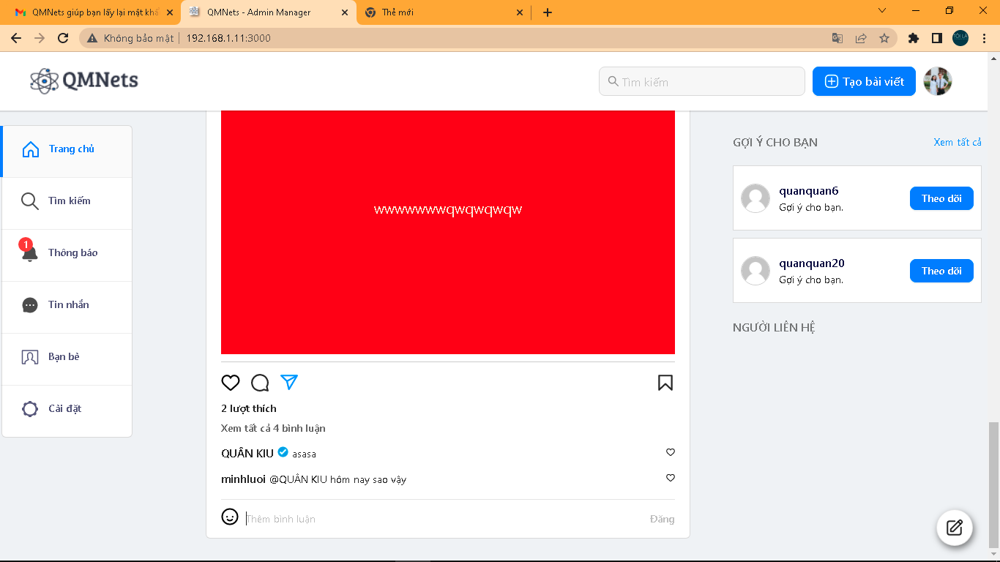 QMNets giúp bạn lấy lại mật khẩ
QMNets - Admin Manager
Thẻ mới
Không bảo mật
192.168.1.11:3000
QMNets
Tìm kiếm
Tạo bài viết
Trang chủ
Tìm kiếm
1
Thông báo
Tin nhắn
Bạn bè
Cài đặt
wwwwwwwqwqwqwqw
2 lượt thích
Xem tất cả 4 bình luận
QUÂN KIU asasa
minhluoi @QUÂN KIU hôm nay sao vậy
Thêm bình luận
Đăng
GỢI Ý CHO BẠN
Xem tất cả
quanquan6
Gợi ý cho bạn.
Theo dõi
quanquan20
Gợi ý cho bạn.
Theo dõi
NGƯỜI LIÊN HỆ